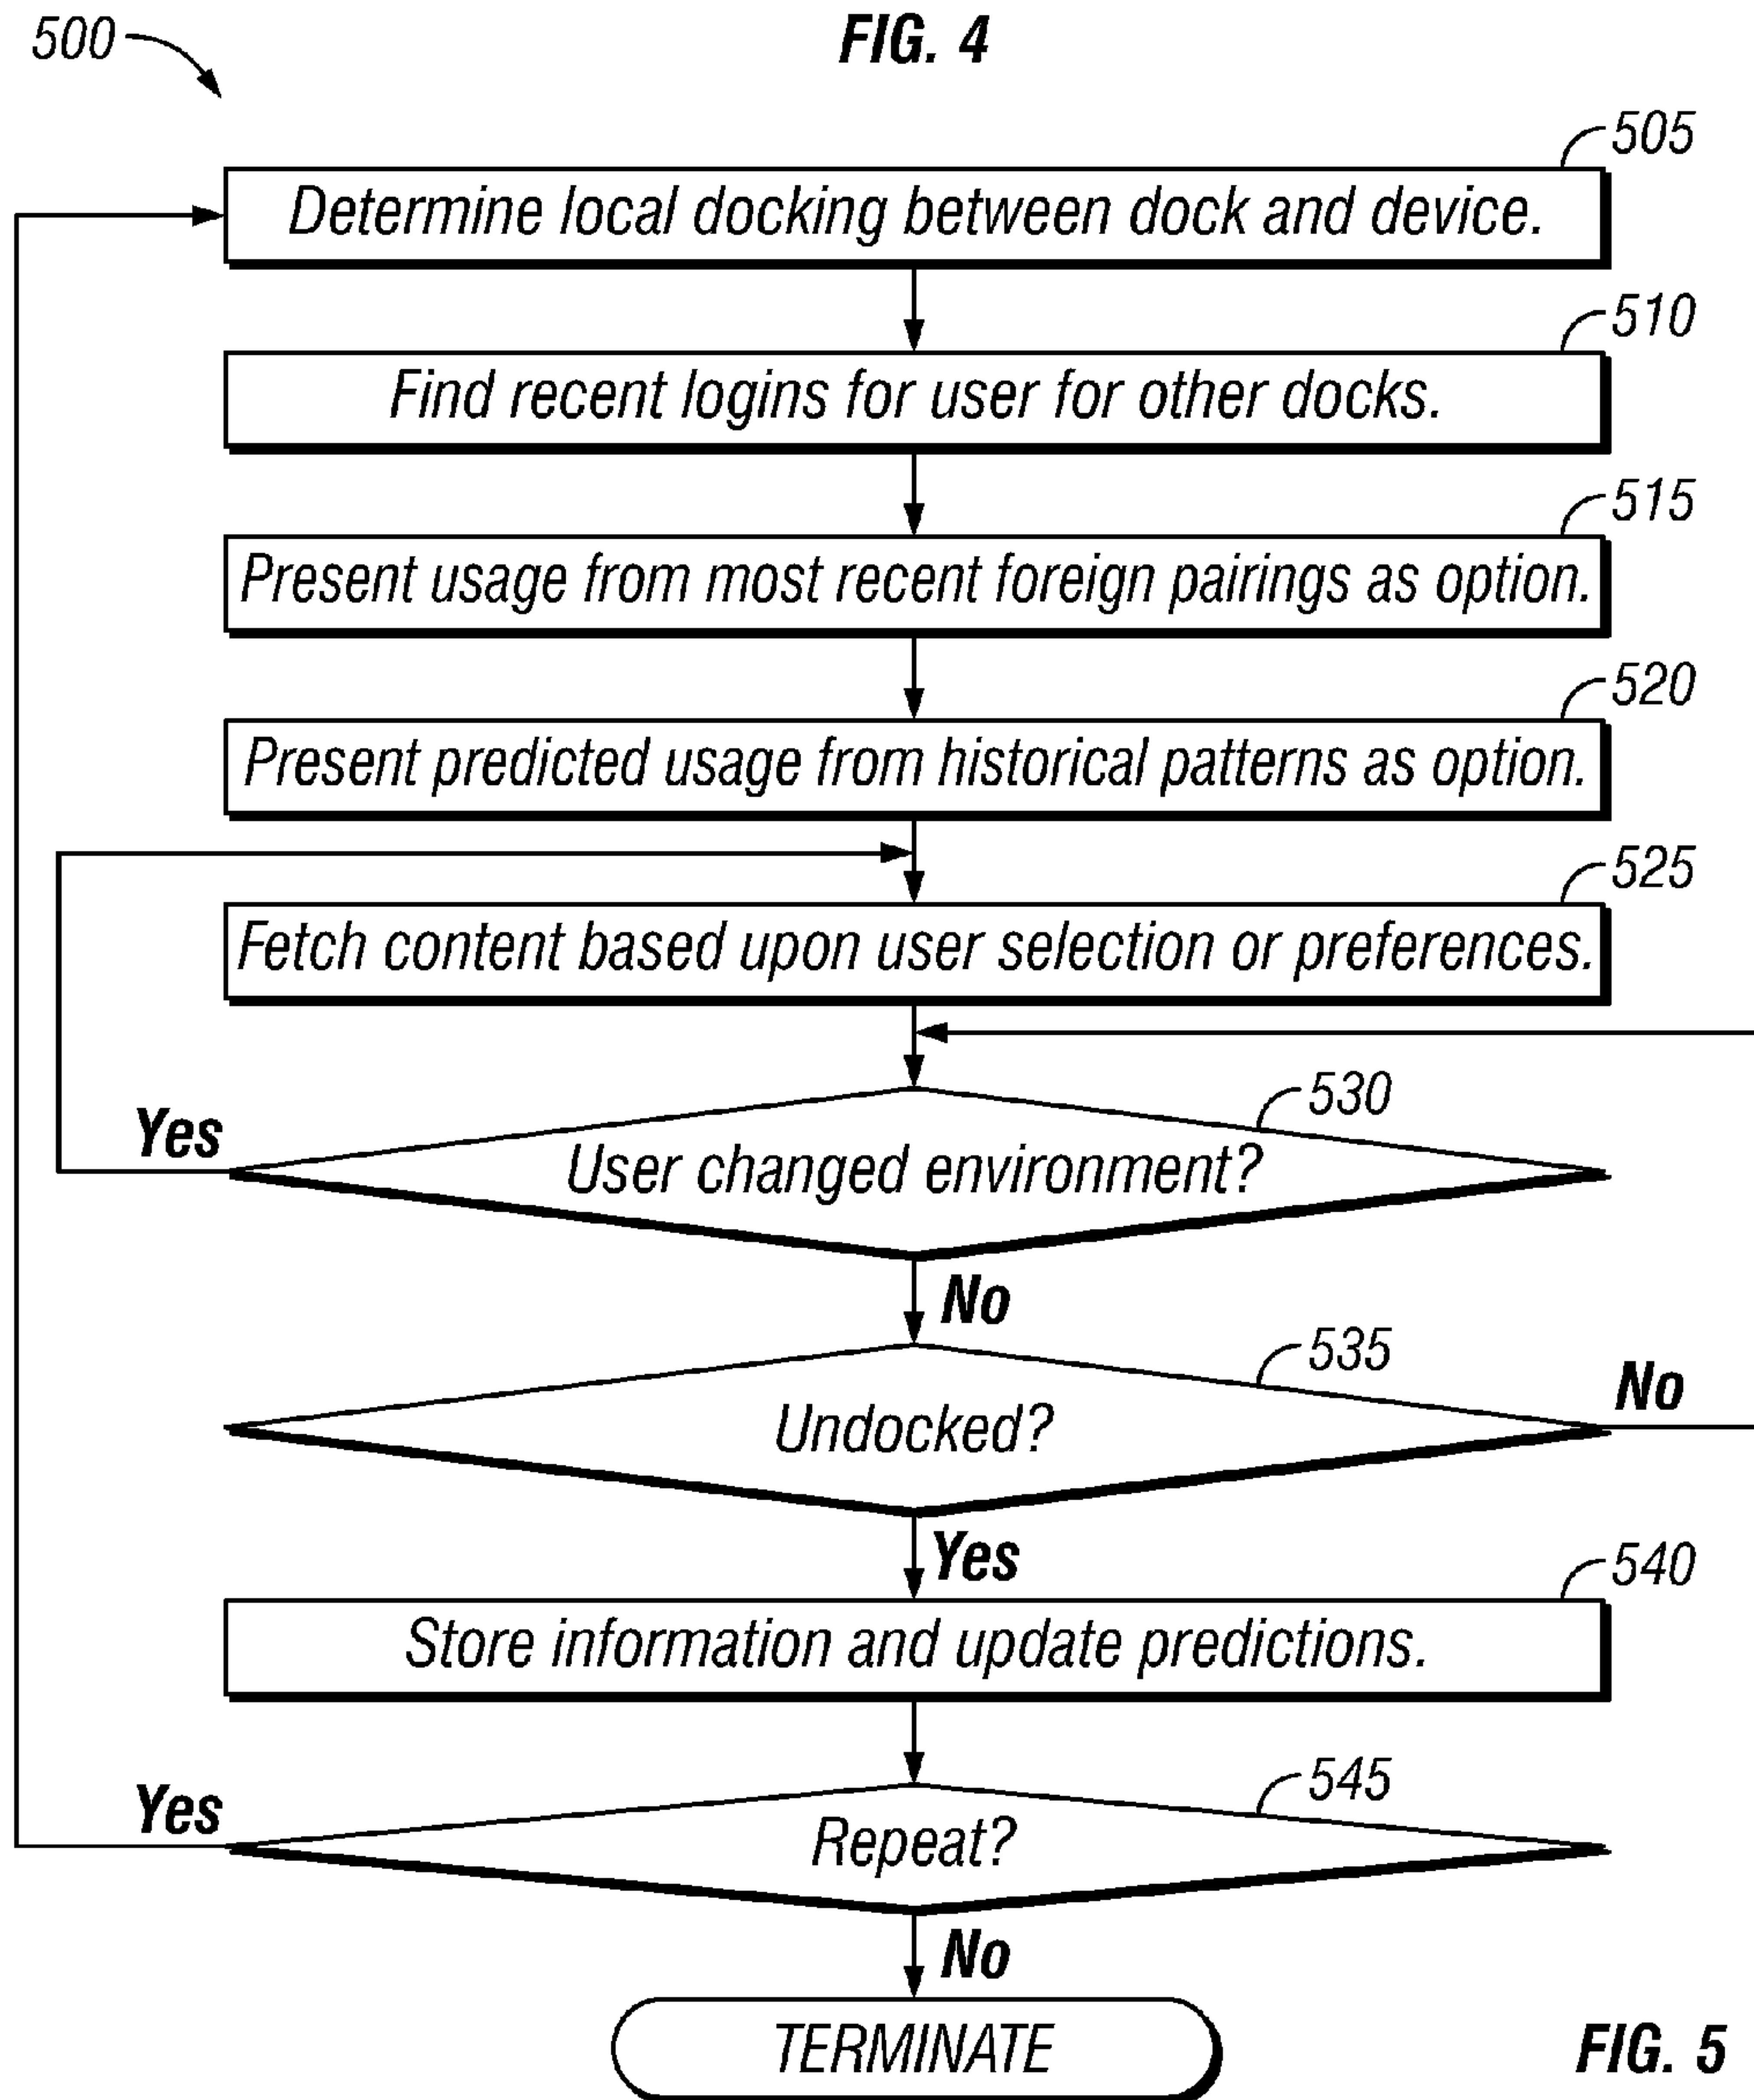 500
FIG. 4
505
Determine local docking between dock and device.
510
Find recent logins for user for other docks.
515
Present usage from most recent foreign pairings as option.
520
Present predicted usage from historical patterns as option.
525
Fetch content based upon user selection or preferences.
530
Yes
User changed environment?
No
535
No
Undocked?
Yes
540
Store information and update predictions.
545
Yes
Repeat?
No
TERMINATE
FIG. 5